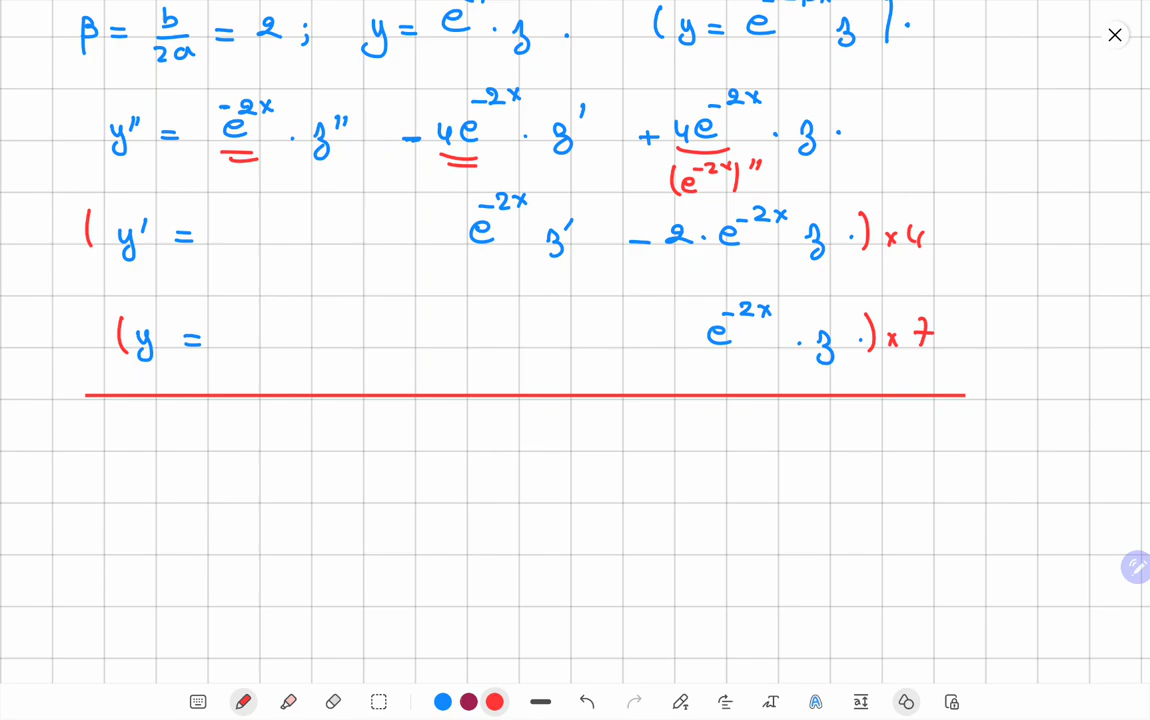 β = b/2a = 2 ; y = e · z . ( y = e z ) .
y'' = e^{-2x} · z'' - 4e^{-2x} · z' + 4e^{-2x} · z .
(e^{-2x})''
( y' = e^{-2x} z' - 2 · e^{-2x} z . ) × 4
( y = e^{-2x} . z . ) × 7